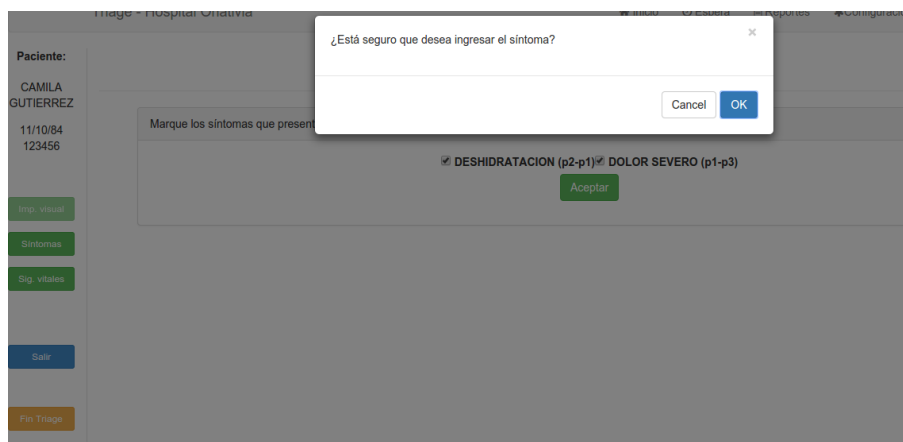 Triage - Hospital Oñativia
Inicio
Espera
Reportes
¿Está seguro que desea ingresar el síntoma?
×
Cancel
OK
Paciente:
CAMILA
GUTIERREZ
11/10/84
123456
Imp. visual
Síntomas
Sig. vitales
Salir
Fin Triage
Marque los síntomas que present
DESHIDRATACION (p2-p1) DOLOR SEVERO (p1-p3)
Aceptar